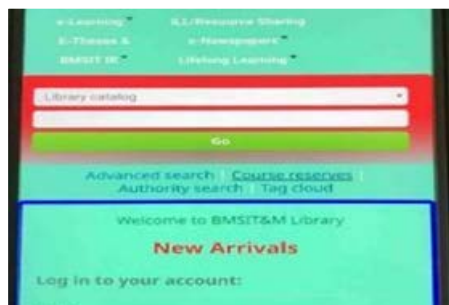 e-Learning ILL/Resource Sharing
E-Theses & e-Newspapers
BMSIT IR Lifelong Learning
Library catalog
Go
Advanced search | Course reserves |
Authority search | Tag cloud
Welcome to BMSIT&M Library
New Arrivals
Log in to your account: